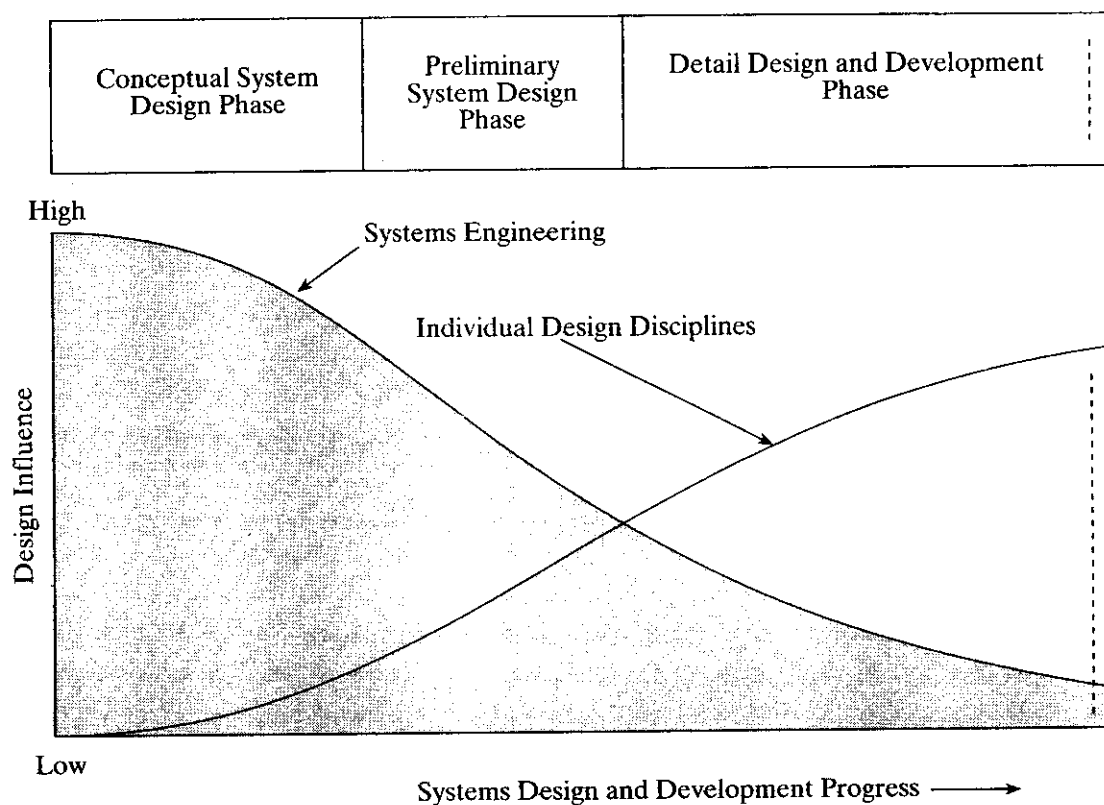 Conceptual System
Design Phase
Preliminary
System Design
Phase
Detail Design and Development
Phase
High
Systems Engineering
Individual Design Disciplines
Design Influence
Low
Systems Design and Development Progress